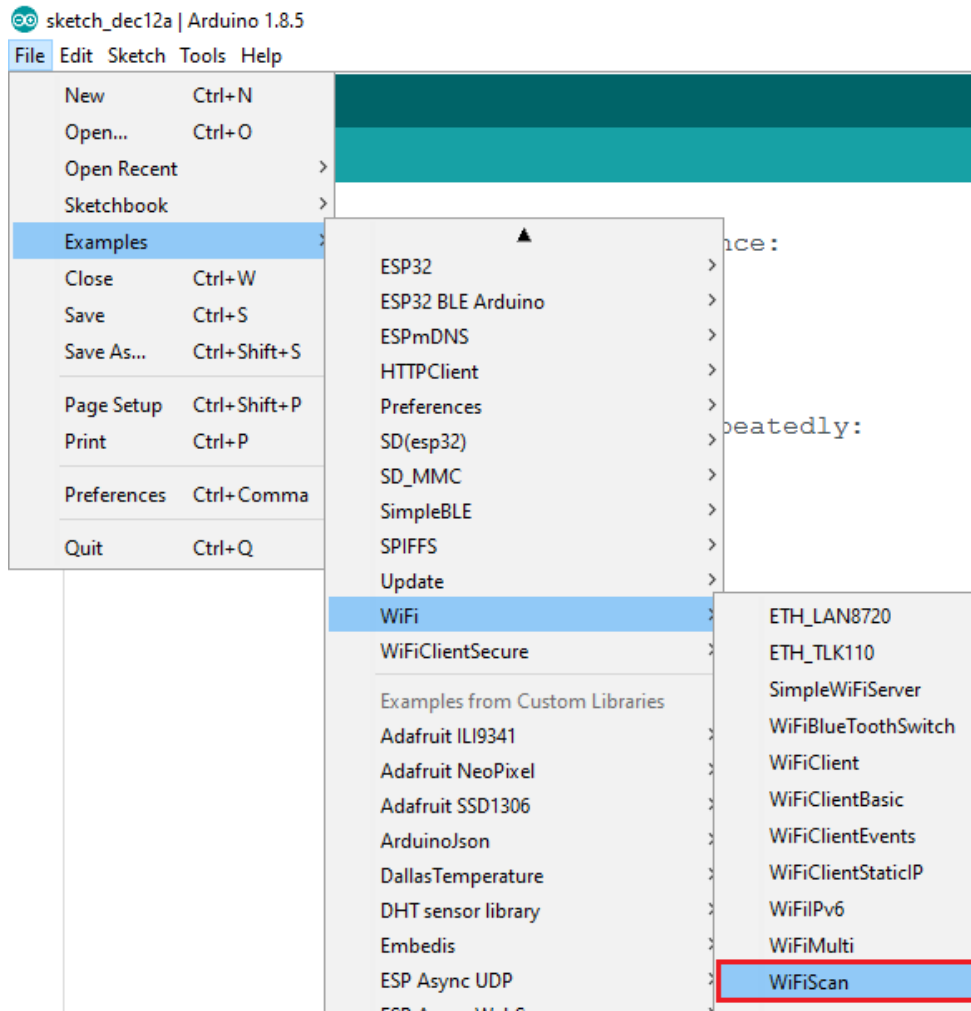 sketch_dec12a | Arduino 1.8.5
File Edit Sketch Tools Help
New Ctrl+N
Open... Ctrl+O
Open Recent
Sketchbook
Examples
Close Ctrl+W
Save Ctrl+S
Save As... Ctrl+Shift+S
Page Setup Ctrl+Shift+P
Print Ctrl+P
Preferences Ctrl+Comma
Quit Ctrl+Q
nce:
peatedly:
ESP32
ESP32 BLE Arduino
ESPmDNS
HTTPClient
Preferences
SD(esp32)
SD_MMC
SimpleBLE
SPIFFS
Update
WiFi
WiFiClientSecure
Examples from Custom Libraries
Adafruit ILI9341
Adafruit NeoPixel
Adafruit SSD1306
ArduinoJson
DallasTemperature
DHT sensor library
Embedis
ESP Async UDP
ETH_LAN8720
ETH_TLK110
SimpleWiFiServer
WiFiBlueToothSwitch
WiFiClient
WiFiClientBasic
WiFiClientEvents
WiFiClientStaticIP
WiFiIPv6
WiFiMulti
WiFiScan